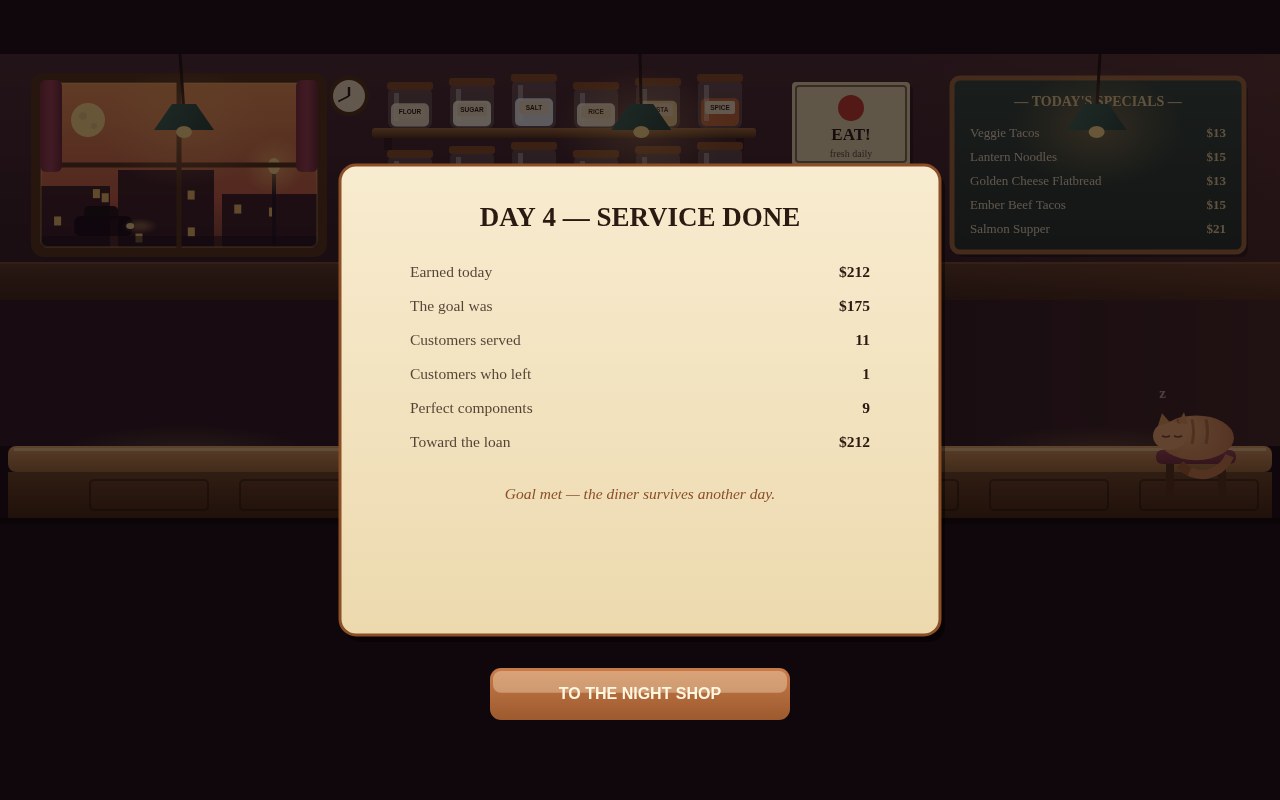 FLOUR
SUGAR
SALT
RICE
SPICE
EAT!
fresh daily
— TODAY'S SPECIALS —
Veggie Tacos $13
Lantern Noodles $15
Golden Cheese Flatbread $13
Ember Beef Tacos $15
Salmon Supper $21
DAY 4 — SERVICE DONE
Earned today $212
The goal was $175
Customers served 11
Customers who left 1
Perfect components 9
Toward the loan $212
Goal met — the diner survives another day.
z
TO THE NIGHT SHOP